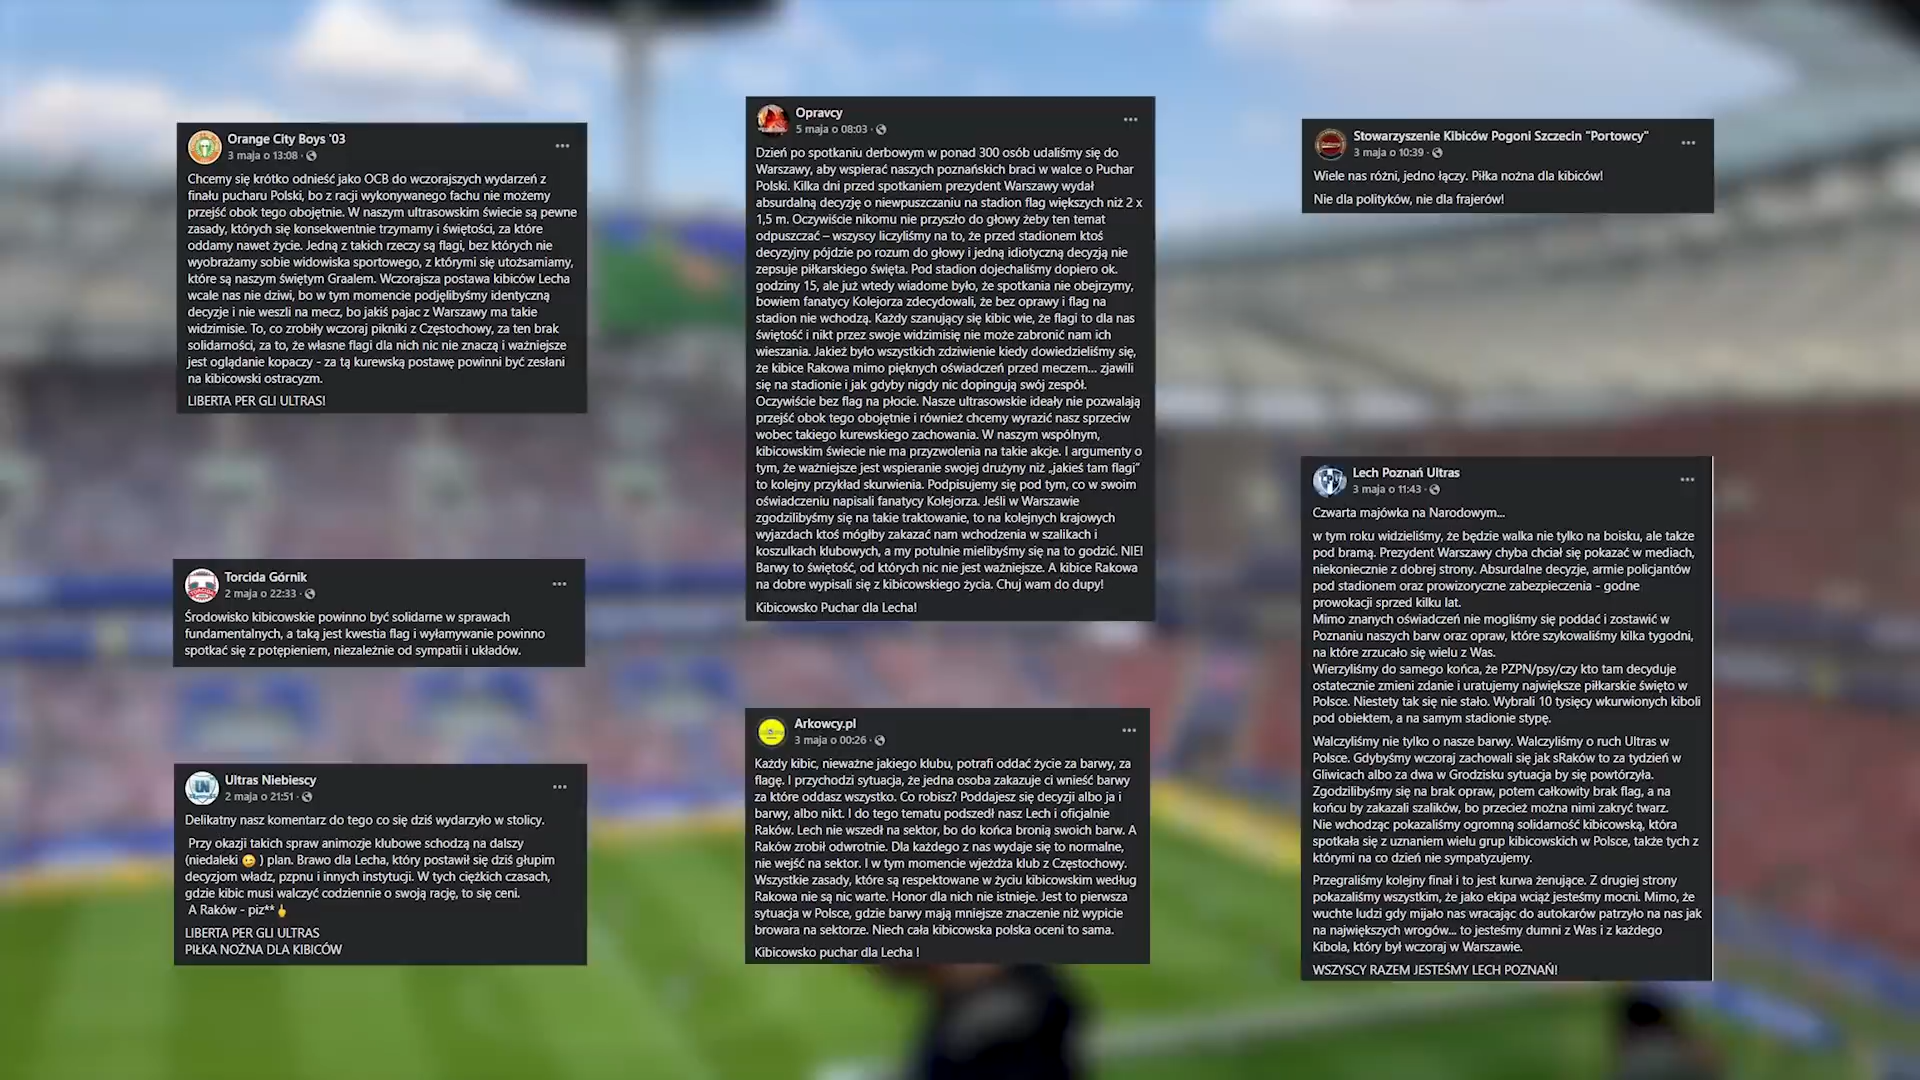 Orange City Boys '03
3 maja o 13:08 ·
Chcemy się krótko odnieść jako OCB do wczorajszych wydarzeń z
finału pucharu Polski, bo z racji wykonywanego fachu nie możemy
przejść obok tego obojętnie. W naszym ultrasowskim świecie są pewne
zasady, których się konsekwentnie trzymamy i świętości, za które
oddamy nawet życie. Jedną z takich rzeczy są flagi, bez których nie
wyobrażamy sobie widowiska sportowego, z którymi się utożsamiamy,
które są naszym świętym Graalem. Wczorajsza postawa kibiców Lecha
wcale nas nie dziwi, bo w tym momencie podjęlibyśmy identyczną
decyzje i nie weszli na mecz, bo jakiś pajac z Warszawy ma takie
widzimisie. To, co zrobiły wczoraj pikniki z Częstochowy, za ten brak
solidarności, za to, że własne flagi dla nich nic nie znaczą i ważniejsze
jest oglądanie kopaczy - za tą kurewską postawę powinni być zesłani
na kibicowski ostracyzm.
LIBERTA PER GLI ULTRAS!
Torcida Górnik
2 maja o 22:33 ·
Środowisko kibicowskie powinno być solidarne w sprawach
fundamentalnych, a taką jest kwestia flag i wyłamywanie powinno
spotkać się z potępieniem, niezależnie od sympatii i układów.
Ultras Niebiescy
2 maja o 21:51 ·
Delikatny nasz komentarz do tego co się dziś wydarzyło w stolicy.
Przy okazji takich spraw animozje klubowe schodzą na dalszy
(niedaleki 😉 ) plan. Brawo dla Lecha, który postawił się dziś głupim
decyzjom władz, pzpnu i innych instytucji. W tych ciężkich czasach,
gdzie kibic musi walczyć codziennie o swoją rację, to się ceni.
A Raków - piz**🖕
LIBERTA PER GLI ULTRAS
PIŁKA NOŻNA DLA KIBICÓW
Opravcy
5 maja o 08:03 ·
Dzień po spotkaniu derbowym w ponad 300 osób udaliśmy się do
Warszawy, aby wspierać naszych poznańskich braci w walce o Puchar
Polski. Kilka dni przed spotkaniem prezydent Warszawy wydał
absurdalną decyzję o niewpuszczaniu na stadion flag większych niż 2 x
1,5 m. Oczywiście nikomu nie przyszło do głowy żeby ten temat
odpuszczać – wszyscy liczyliśmy na to, że przed stadionem ktoś
decyzyjny pójdzie po rozum do głowy i jedną idiotyczną decyzją nie
zepsuje piłkarskiego święta. Pod stadion dojechaliśmy dopiero ok.
godziny 15, ale już wtedy wiadome było, że spotkania nie obejrzymy,
bowiem fanatycy Kolejorza zdecydowali, że bez oprawy i flag na
stadion nie wchodzą. Każdy szanujący się kibic wie, że flagi to dla nas
świętość i nikt przez swoje widzimisię nie może zabronić nam ich
wieszania. Jakież było wszystkich zdziwienie kiedy dowiedzieliśmy się,
że kibice Rakowa mimo pięknych oświadczeń przed meczem... zjawili
się na stadionie i jak gdyby nigdy nic dopingują swój zespół.
Oczywiście bez flag na płocie. Nasze ultrasowskie ideały nie pozwalają
przejść obok tego obojętnie i również chcemy wyrazić nasz sprzeciw
wobec takiego kurewskiego zachowania. W naszym wspólnym,
kibicowskim świecie nie ma przyzwolenia na takie akcje. I argumenty o
tym, że ważniejsze jest wspieranie swojej drużyny niż „jakieś tam flagi"
to kolejny przykład skurwienia. Podpisujemy się pod tym, co w swoim
oświadczeniu napisali fanatycy Kolejorza. Jeśli w Warszawie
zgodzilibyśmy się na takie traktowanie, to na kolejnych krajowych
wyjazdach ktoś mógłby zakazać nam wchodzenia w szalikach i
koszulkach klubowych, a my potulnie mielibyśmy się na to godzić. NIE!
Barwy to świętość, od których nic nie jest ważniejsze. A kibice Rakowa
na dobre wypisali się z kibicowskiego życia. Chuj wam do dupy!
Kibicowsko Puchar dla Lecha!
Arkowcy.pl
3 maja o 00:26 ·
Każdy kibic, nieważne jakiego klubu, potrafi oddać życie za barwy, za
flagę. I przychodzi sytuacja, że jedna osoba zakazuje ci wnieść barwy
za które oddasz wszystko. Co robisz? Poddajesz się decyzji albo ja i
barwy, albo nikt. I do tego tematu podszedł nasz Lech i oficjalnie
Raków. Lech nie wszedł na sektor, bo do końca bronią swoich barw. A
Raków zrobił odwrotnie. Dla każdego z nas wydaje się to normalne,
nie wejść na sektor. I w tym momencie wjeżdża klub z Częstochowy.
Wszystkie zasady, które są respektowane w życiu kibicowskim według
Rakowa nie są nic warte. Honor dla nich nie istnieje. Jest to pierwsza
sytuacja w Polsce, gdzie barwy mają mniejsze znaczenie niż wypicie
browara na sektorze. Niech cała kibicowska polska oceni to sama.
Kibicowsko puchar dla Lecha !
Stowarzyszenie Kibiców Pogoni Szczecin "Portowcy"
3 maja o 10:39 ·
Wiele nas różni, jedno łączy. Piłka nożna dla kibiców!
Nie dla polityków, nie dla frajerów!
Lech Poznań Ultras
3 maja o 11:43 ·
Czwarta majówka na Narodowym...
w tym roku widzieliśmy, że będzie walka nie tylko na boisku, ale także
pod bramą. Prezydent Warszawy chyba chciał się pokazać w mediach,
niekoniecznie z dobrej strony. Absurdalne decyzje, armie policjantów
pod stadionem oraz prowizoryczne zabezpieczenia - godne
prowokacji sprzed kilku lat.
Mimo znanych oświadczeń nie mogliśmy się poddać i zostawić w
Poznaniu naszych barw oraz opraw, które szykowaliśmy kilka tygodni,
na które zrzucało się wielu z Was.
Wierzyliśmy do samego końca, że PZPN/psy/czy kto tam decyduje
ostatecznie zmieni zdanie i uratujemy największe piłkarskie święto w
Polsce. Niestety tak się nie stało. Wybrali 10 tysięcy wkurwionych kiboli
pod obiektem, a na samym stadionie stypę.
Walczyliśmy nie tylko o nasze barwy. Walczyliśmy o ruch Ultras w
Polsce. Gdybyśmy wczoraj zachowali się jak sRaków to za tydzień w
Gliwicach albo za dwa w Grodzisku sytuacja by się powtórzyła.
Zgodzilibyśmy się na brak opraw, potem całkowity brak flag, a na
końcu by zakazali szalików, bo przecież można nimi zakryć twarz.
Nie wchodząc pokazaliśmy ogromną solidarność kibicowską, która
spotkała się z uznaniem wielu grup kibicowskich w Polsce, także tych z
którymi na co dzień nie sympatyzujemy.
Przegraliśmy kolejny finał i to jest kurwa żenujące. Z drugiej strony
pokazaliśmy wszystkim, że jako ekipa wciąż jesteśmy mocni. Mimo, że
wuchte ludzi gdy mijało nas wracając do autokarów patrzyło na nas jak
na największych wrogów... to jesteśmy dumni z Was i z każdego
Kibola, który był wczoraj w Warszawie.
WSZYSCY RAZEM JESTEŚMY LECH POZNAŃ!